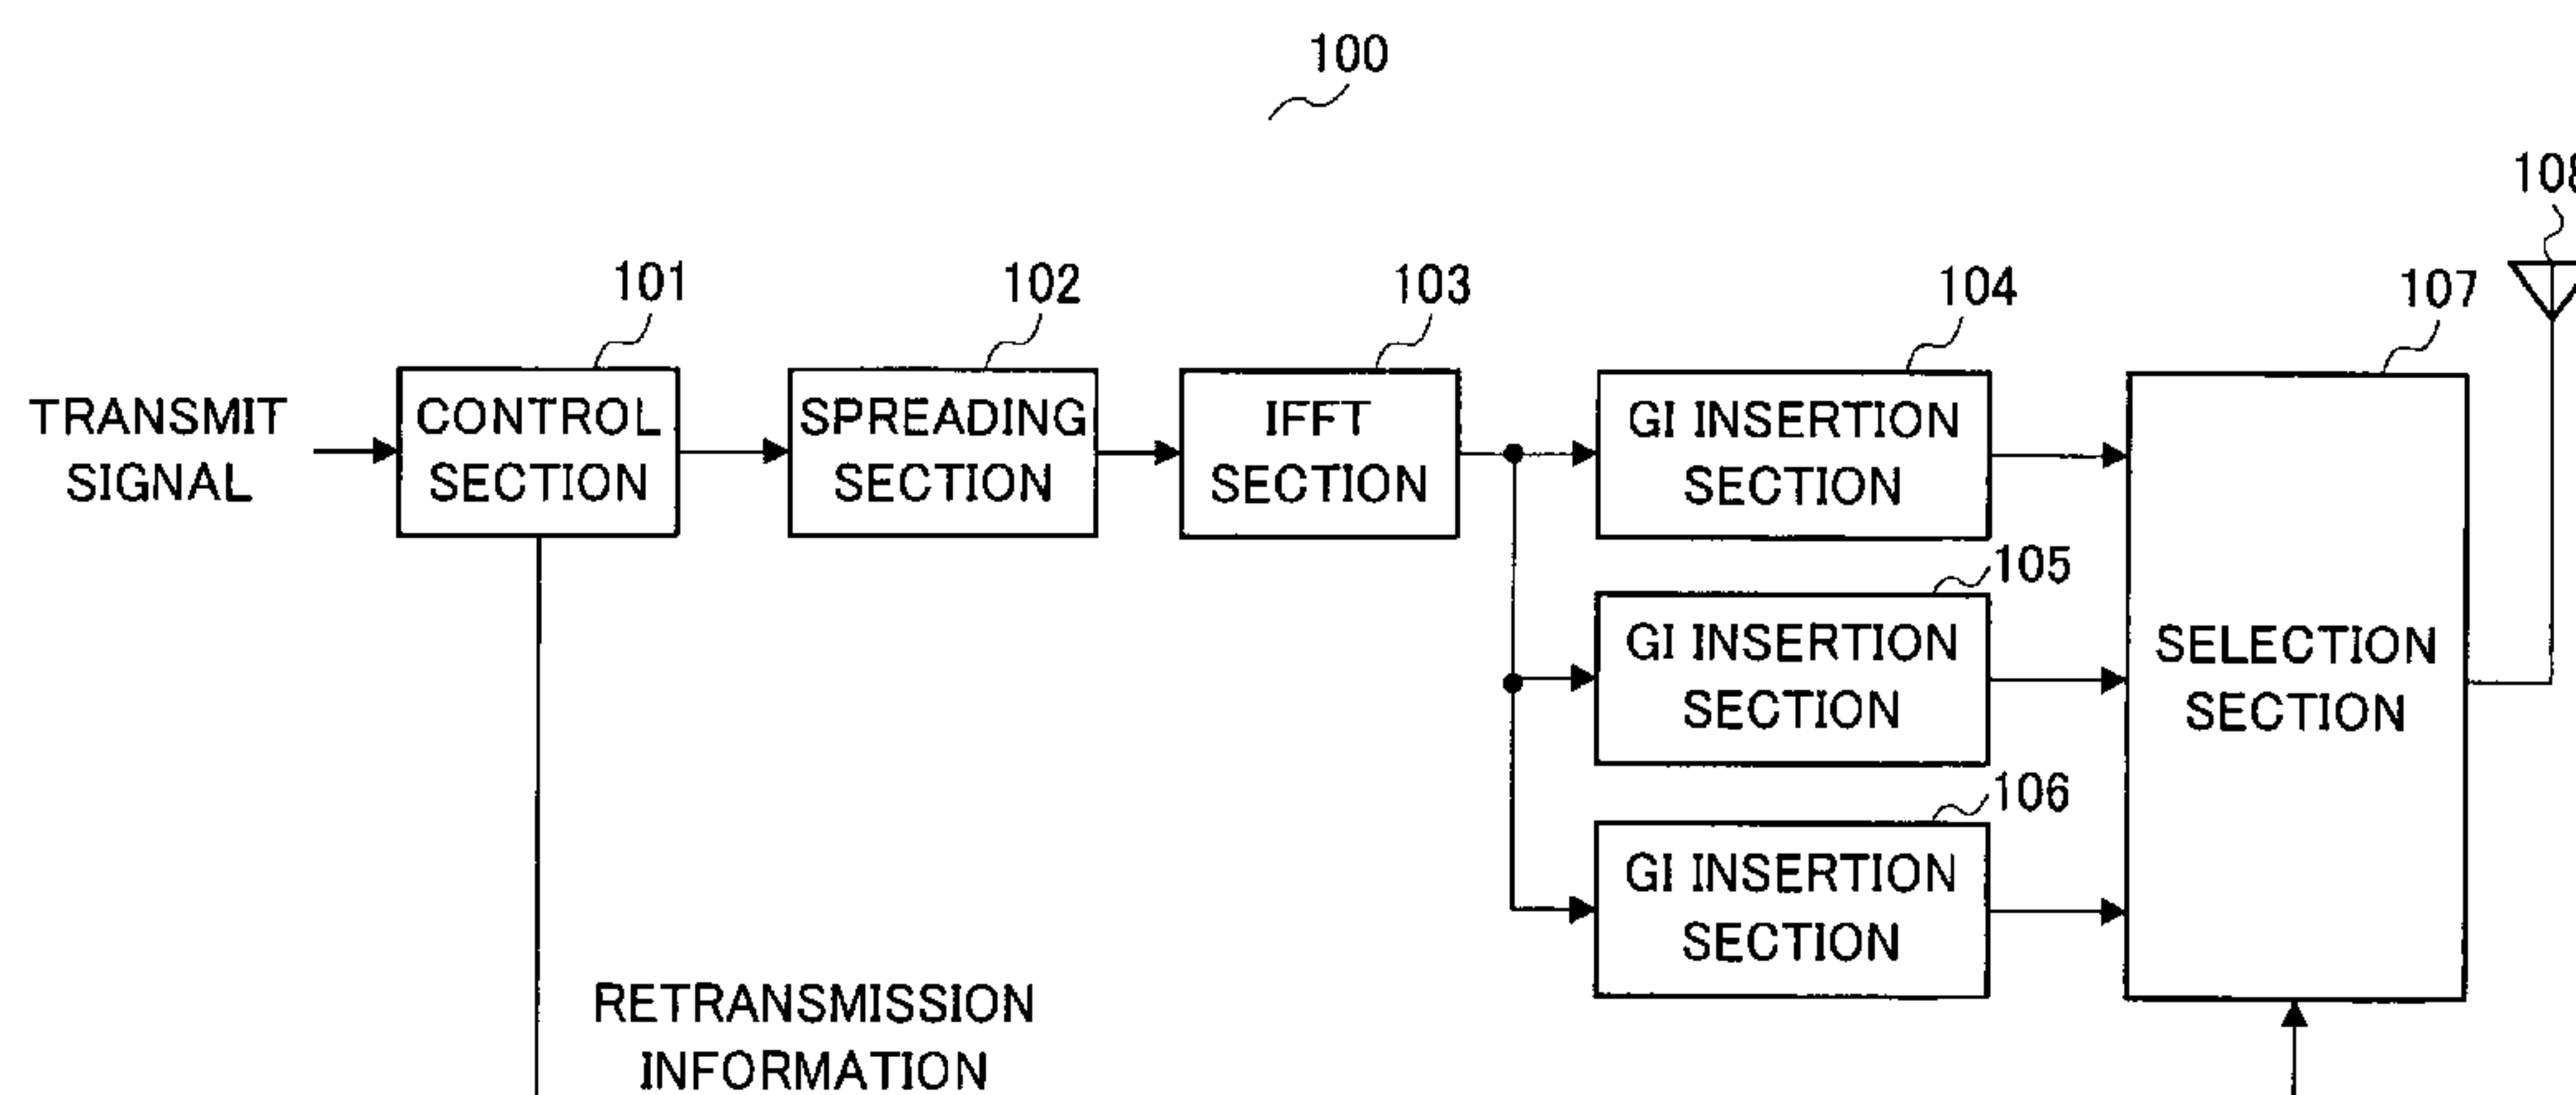 100
108
101
102
103
104
107
TRANSMIT
SIGNAL
CONTROL
SECTION
SPREADING
SECTION
IFFT
SECTION
GI INSERTION
SECTION
105
GI INSERTION
SECTION
SELECTION
SECTION
106
GI INSERTION
SECTION
RETRANSMISSION
INFORMATION